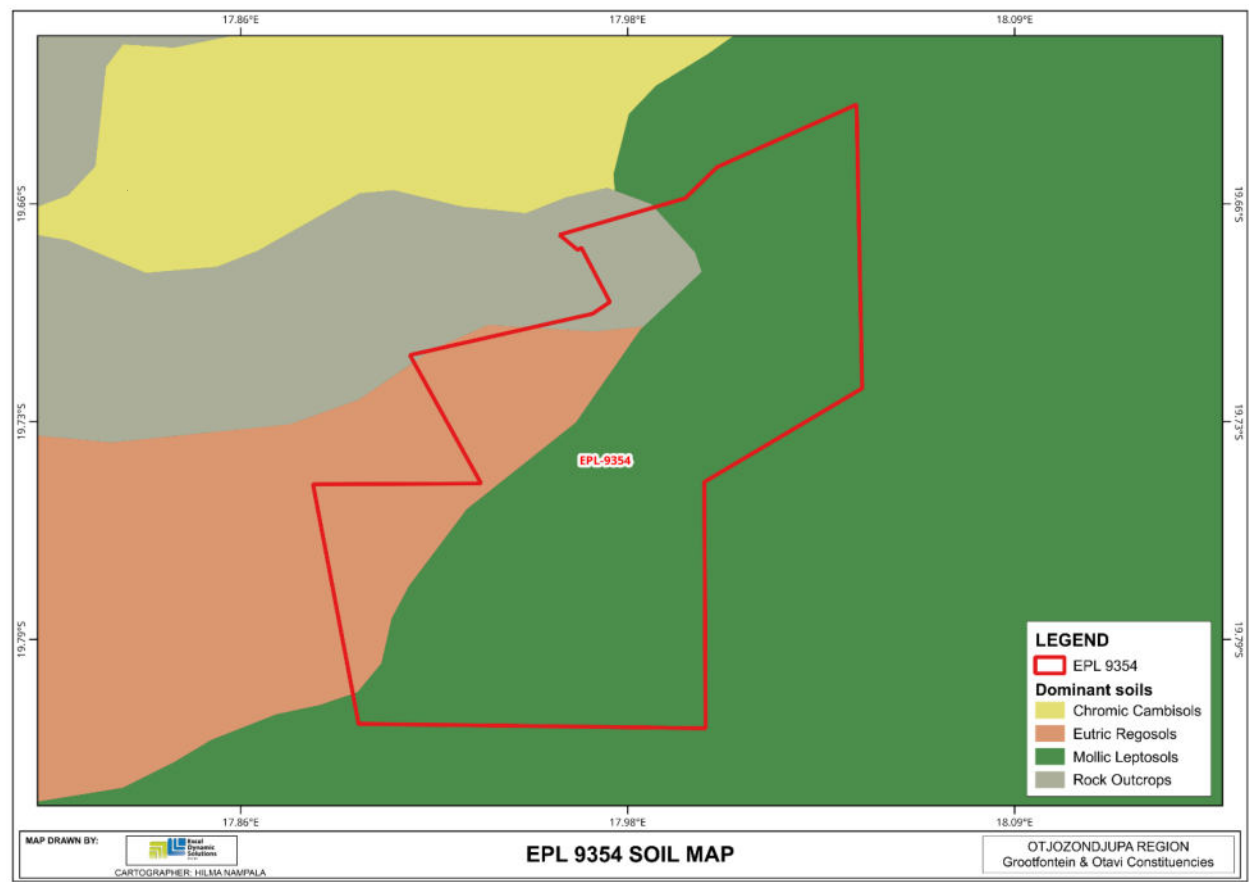 17.86°E 17.98°E 18.09°E
19.66°S 19.66°S
19.73°S 19.73°S
EPL-9354
19.79°S 19.79°S
LEGEND
EPL 9354
Dominant soils
Chromic Cambisols
Eutric Regosols
Mollic Leptosols
Rock Outcrops
17.86°E 17.98°E 18.09°E
MAP DRAWN BY:
Excel
Dynamic
Solutions
CARTOGRAPHER: HILMA NAMPALA
EPL 9354 SOIL MAP
OTJOZONDJUPA REGION
Grootfontein & Otavi Constituencies